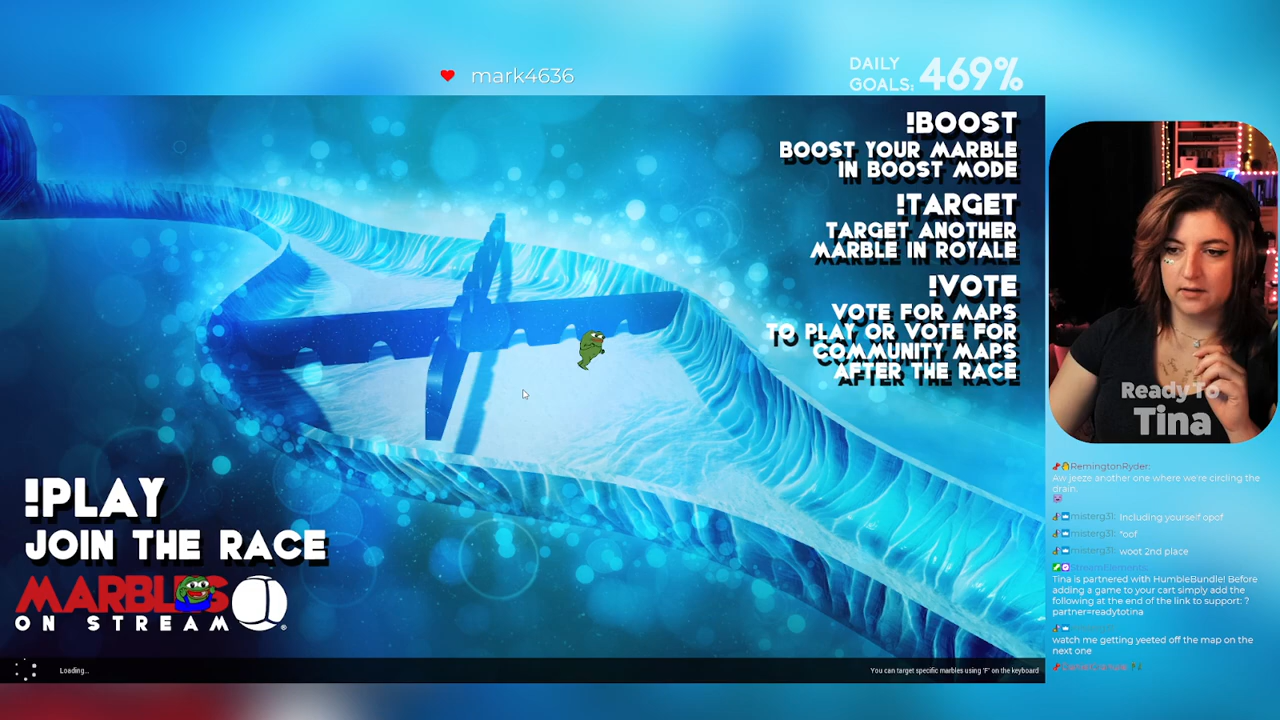 mark4636
DAILY
GOALS: 469%
!BOOST
BOOST YOUR MARBLE
IN BOOST MODE
!TARGET
TARGET ANOTHER
MARBLE IN ROYALE
!VOTE
VOTE FOR MAPS
TO PLAY OR VOTE FOR
COMMUNITY MAPS
AFTER THE RACE
!PLAY
JOIN THE RACE
MARBLES
ON STREAM
Loading...
You can target specific marbles using 'F' on the keyboard
Ready To
Tina
RemingtonRyder:
Aw jeeze another one where we're circling the
drain.
misterg31: Including yourself opof
misterg31: *oof
misterg31: woot 2nd place
StreamElements:
Tina is partnered with HumbleBundle! Before
adding a game to your cart simply add the
following at the end of the link to support: ?
partner=readytotina
watch me getting yeeted off the map on the
next one